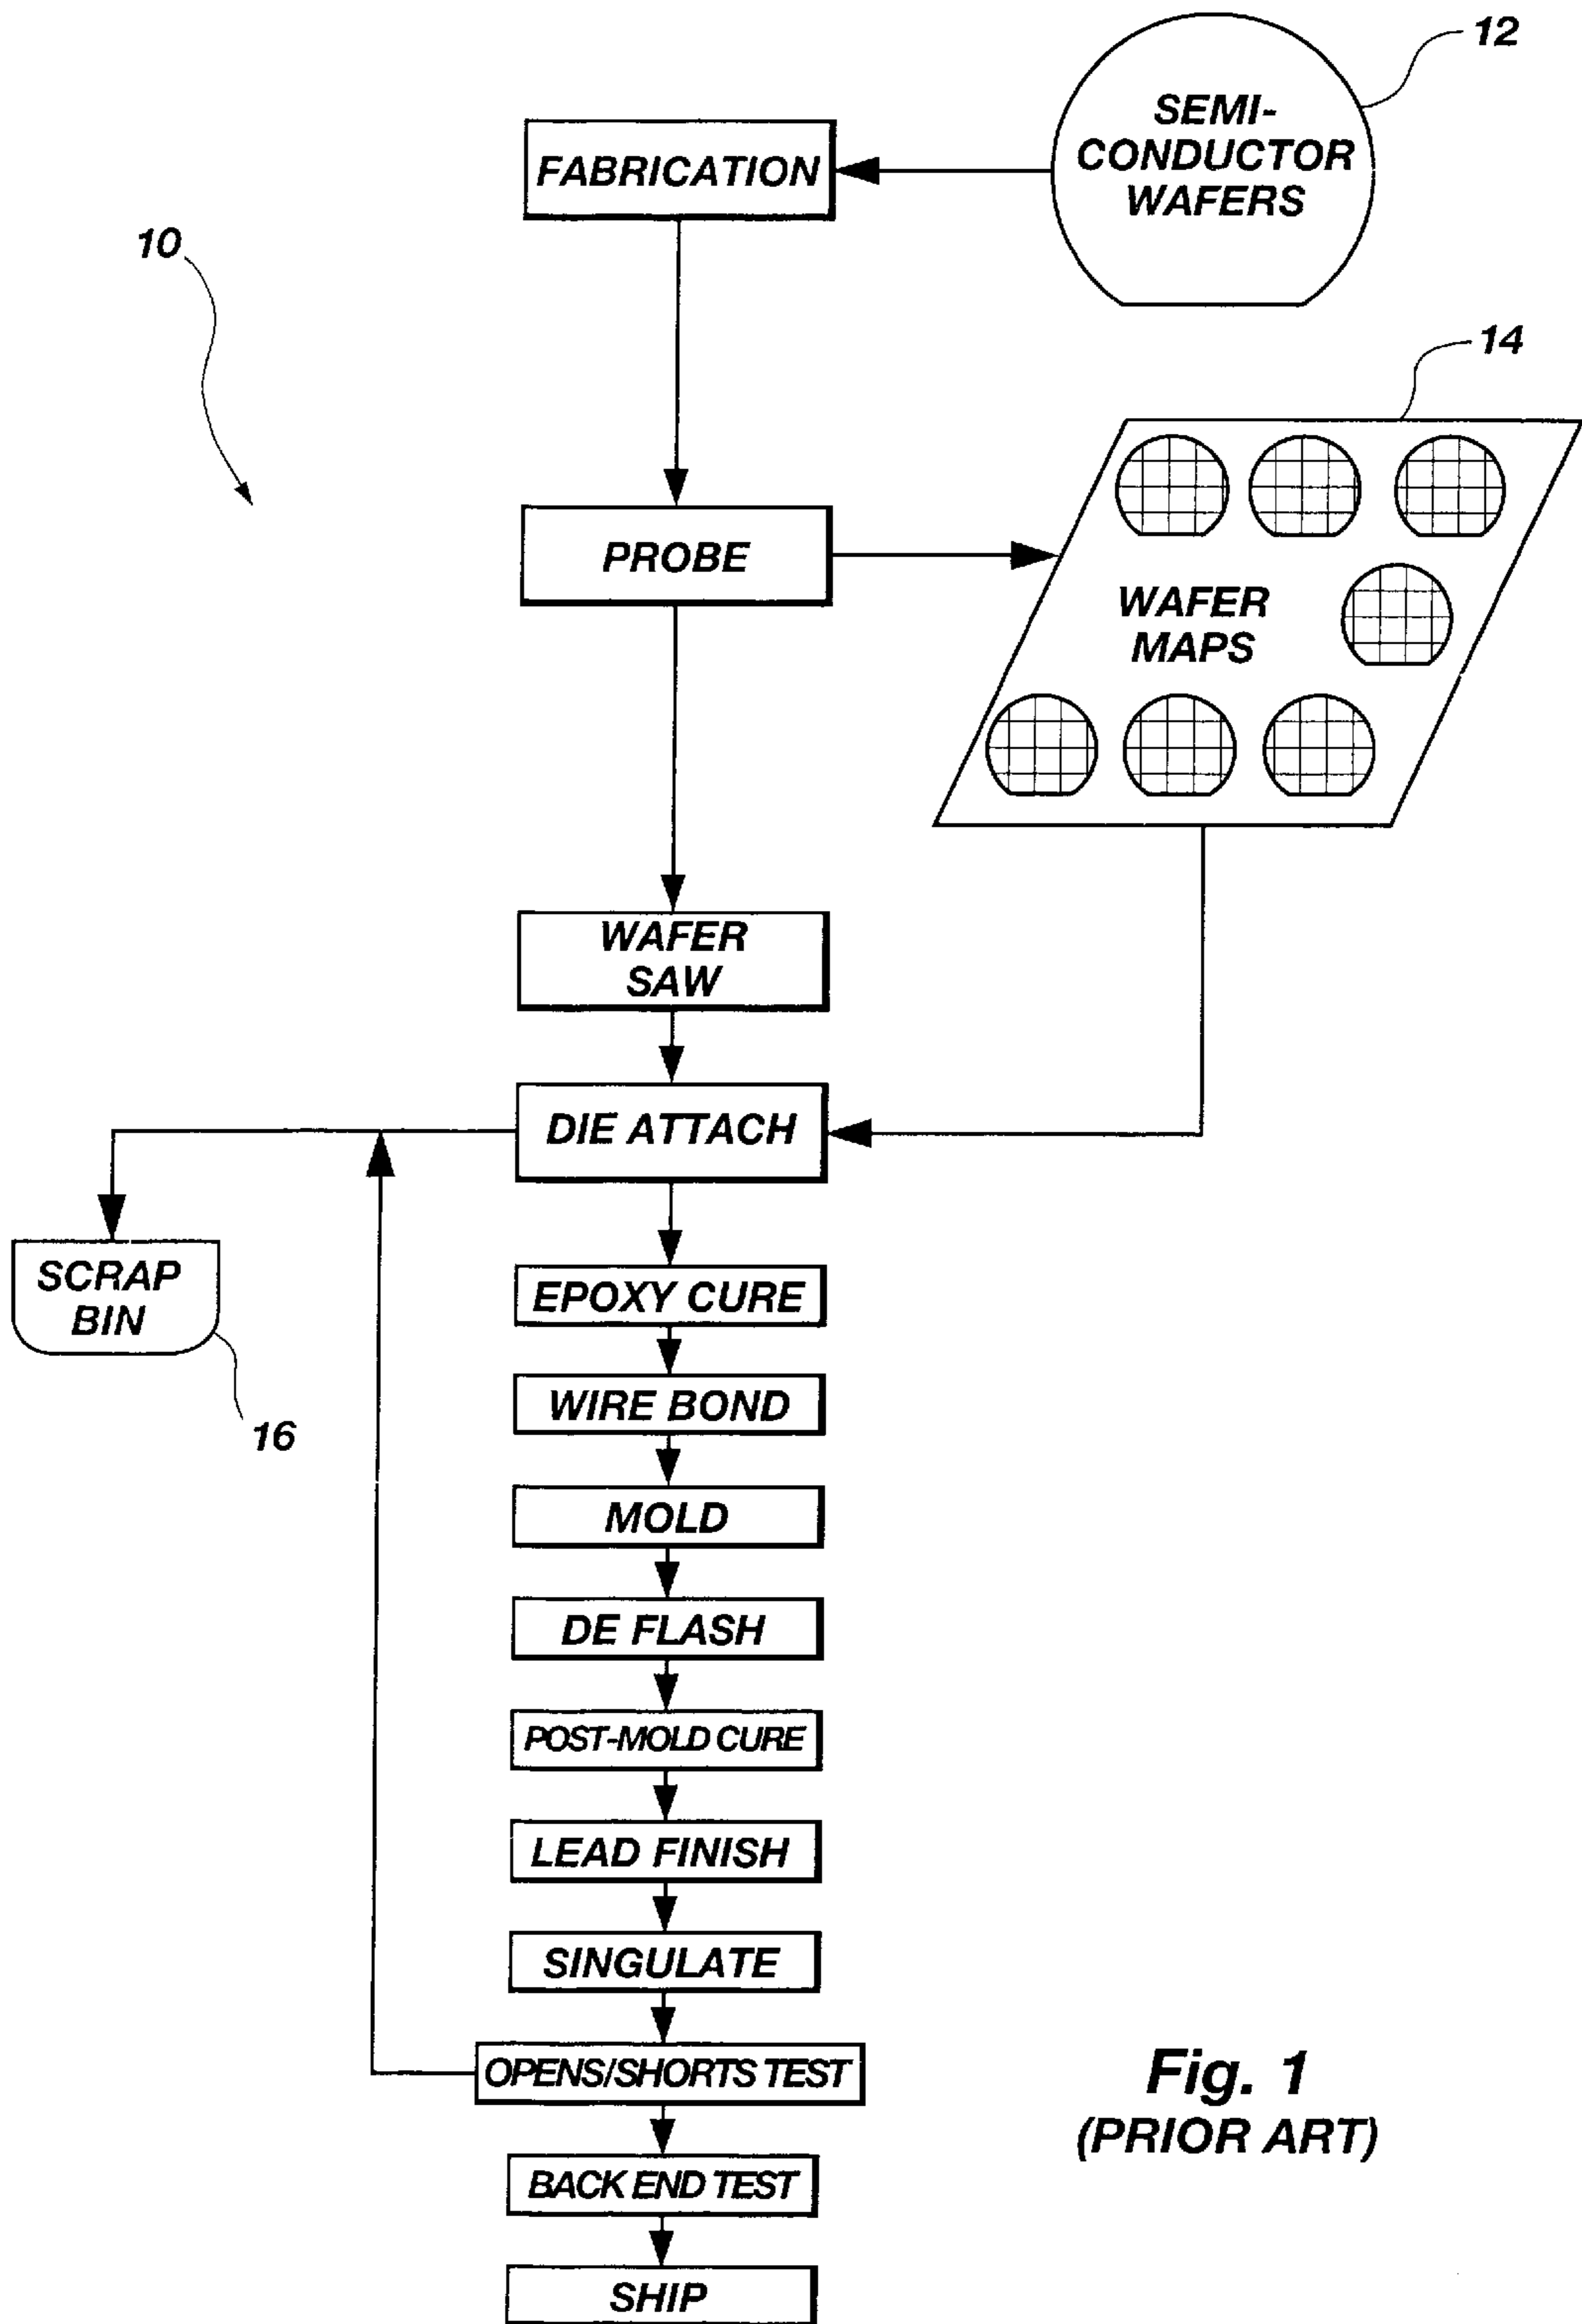 12
SEMI-
CONDUCTOR
WAFERS
FABRICATION
10
14
PROBE
WAFER
MAPS
WAFER
SAW
DIE ATTACH
SCRAP
BIN
16
EPOXY CURE
WIRE BOND
MOLD
DE FLASH
POST-MOLD CURE
LEAD FINISH
SINGULATE
OPENS/SHORTS TEST
BACK END TEST
SHIP
Fig. 1
(PRIOR ART)